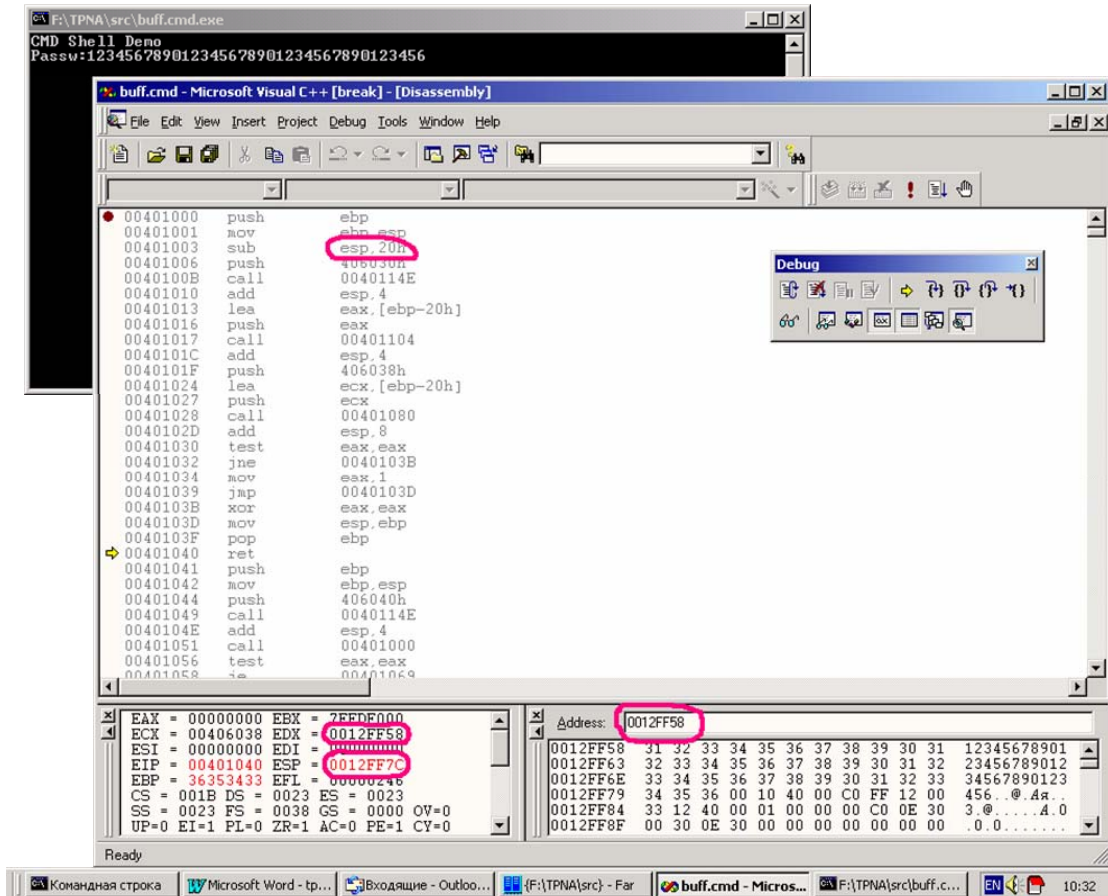 F:\TPNA\src\buff.cmd.exe
CMD Shell Demo
Passw:123456789012345678901234567890123456
buff.cmd - Microsoft Visual C++ [break] - [Disassembly]
File Edit View Insert Project Debug Tools Window Help
00401000 push ebp
00401001 mov ebp,esp
00401003 sub esp,20h
00401006 push 406030h
0040100B call 0040114E
00401010 add esp,4
00401013 lea eax,[ebp-20h]
00401016 push eax
00401017 call 00401104
0040101C add esp,4
0040101F push 406038h
00401024 lea ecx,[ebp-20h]
00401027 push ecx
00401028 call 00401080
0040102D add esp,8
00401030 test eax,eax
00401032 jne 0040103B
00401034 mov eax,1
00401039 jmp 0040103D
0040103B xor eax,eax
0040103D mov esp,ebp
0040103F pop ebp
00401040 ret
00401041 push ebp
00401042 mov ebp,esp
00401044 push 406040h
00401049 call 0040114E
0040104E add esp,4
00401051 call 00401000
00401056 test eax,eax
00401058 je 00401069
Debug
EAX = 00000000 EBX = 7FFDF000
ECX = 00406038 EDX = 0012FF58
ESI = 00000000 EDI =
EIP = 00401040 ESP = 0012FF7C
EBP = 36353433 EFL = 00000246
CS = 001B DS = 0023 ES = 0023
SS = 0023 FS = 0038 GS = 0000 OV=0
UP=0 EI=1 PL=0 ZR=1 AC=0 PE=1 CY=0
Address: 0012FF58
0012FF58 31 32 33 34 35 36 37 38 39 30 31 12345678901
0012FF63 32 33 34 35 36 37 38 39 30 31 32 23456789012
0012FF6E 33 34 35 36 37 38 39 30 31 32 33 34567890123
0012FF79 34 35 36 00 10 40 00 C0 FF 12 00 456..@.Ая..
0012FF84 33 12 40 00 01 00 00 00 C0 0E 30 3.@.....А.0
0012FF8F 00 30 0E 30 00 00 00 00 00 00 00 .0.0.......
Ready
Командная строка
Microsoft Word - tp...
Входящие - Outloo...
{F:\TPNA\src} - Far
buff.cmd - Micros...
F:\TPNA\src\buff.c...
EN
10:32